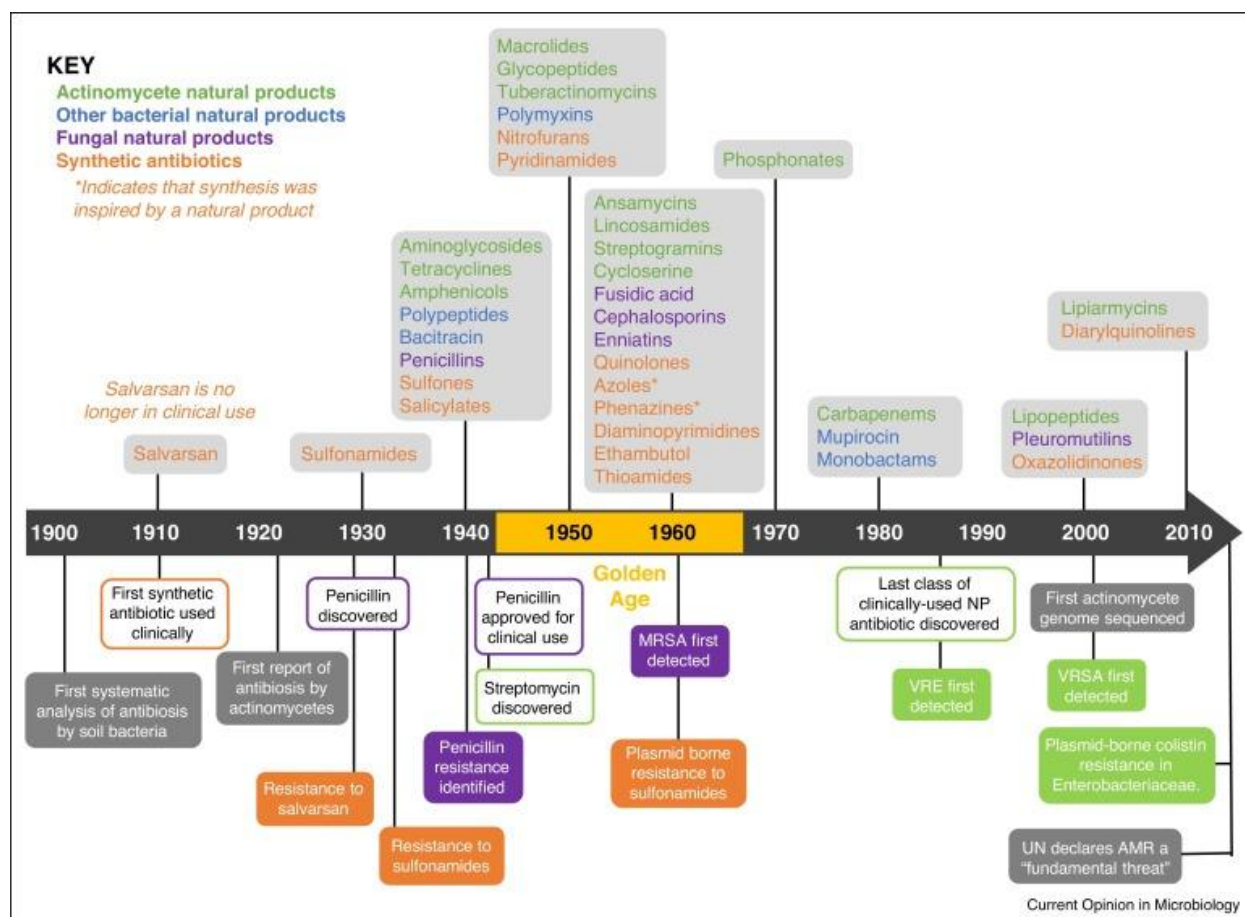 KEY
Actinomycete natural products
Other bacterial natural products
Fungal natural products
Synthetic antibiotics
*Indicates that synthesis was
inspired by a natural product
Macrolides
Glycopeptides
Tuberactinomycins
Polymyxins
Nitrofurans
Pyridinamides
Phosphonates
Aminoglycosides
Tetracyclines
Amphenicols
Polypeptides
Bacitracin
Penicillins
Sulfones
Salicylates
Ansamycins
Lincosamides
Streptogramins
Cycloserine
Fusidic acid
Cephalosporins
Enniatins
Quinolones
Azoles*
Phenazines*
Diaminopyrimidines
Ethambutol
Thioamides
Lipiarmycins
Diarylquinolines
Salvarsan is no
longer in clinical use
Salvarsan
Sulfonamides
Carbapenems
Mupirocin
Monobactams
Lipopeptides
Pleuromutilins
Oxazolidinones
1900 1910 1920 1930 1940 1950 1960 1970 1980 1990 2000 2010
Golden
Age
First synthetic
antibiotic used
clinically
Penicillin
discovered
Penicillin
approved for
clinical use
MRSA first
detected
Last class of
clinically-used NP
antibiotic discovered
First actinomycete
genome sequenced
First systematic
analysis of antibiosis
by soil bacteria
First report of
antibiosis by
actinomycetes
Streptomycin
discovered
VRE first
detected
VRSA first
detected
Resistance to
salvarsan
Penicillin
resistance
identified
Plasmid borne
resistance to
sulfonamides
Plasmid-borne colistin
resistance in
Enterobacteriaceae.
Resistance to
sulfonamides
UN declares AMR a
“fundamental threat”
Current Opinion in Microbiology